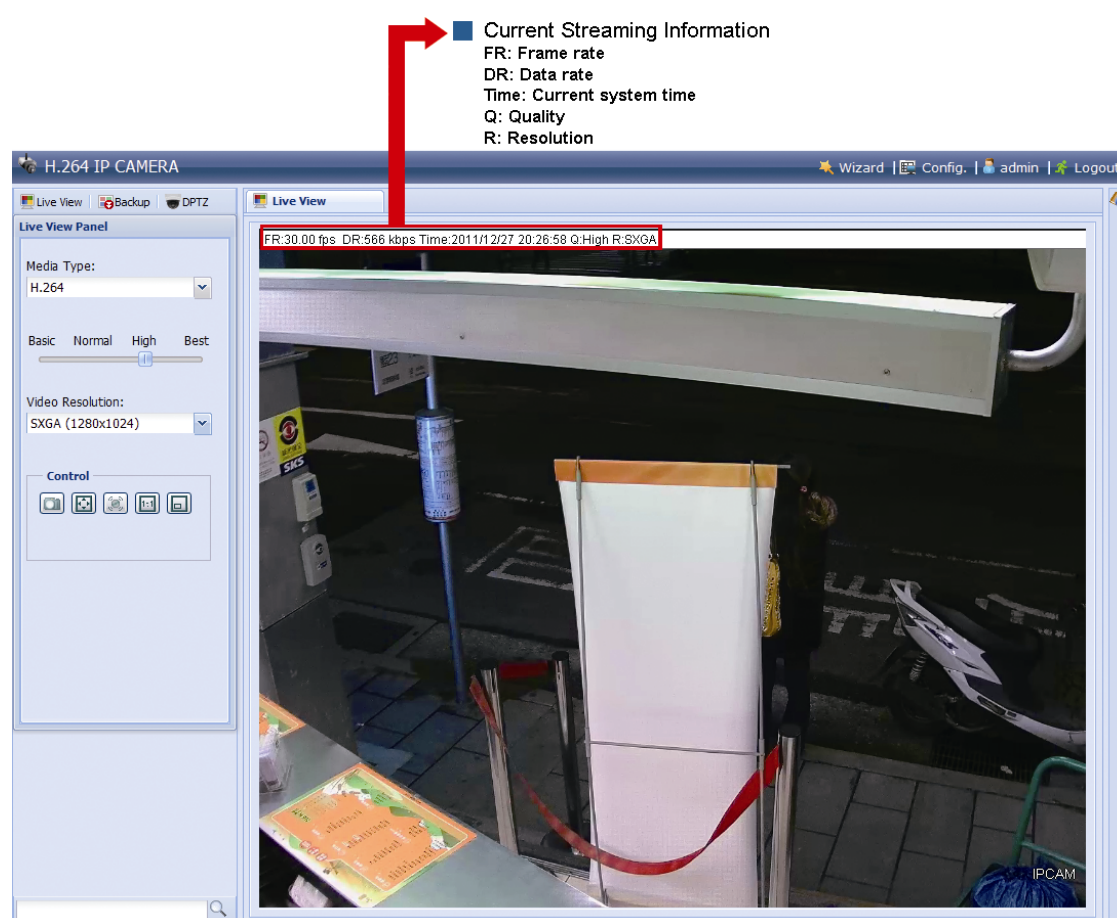 Current Streaming Information
FR: Frame rate
DR: Data rate
Time: Current system time
Q: Quality
R: Resolution
H.264 IP CAMERA
Wizard | Config. | admin | Logout
Live View Backup DPTZ
Live View
Live View Panel
FR:30.00 fps DR:566 kbps Time:2011/12/27 20:26:58 Q:High R:SXGA
Media Type:
H.264
Basic Normal High Best
Video Resolution:
SXGA (1280x1024)
SKS
Control
1:1
IPCAM